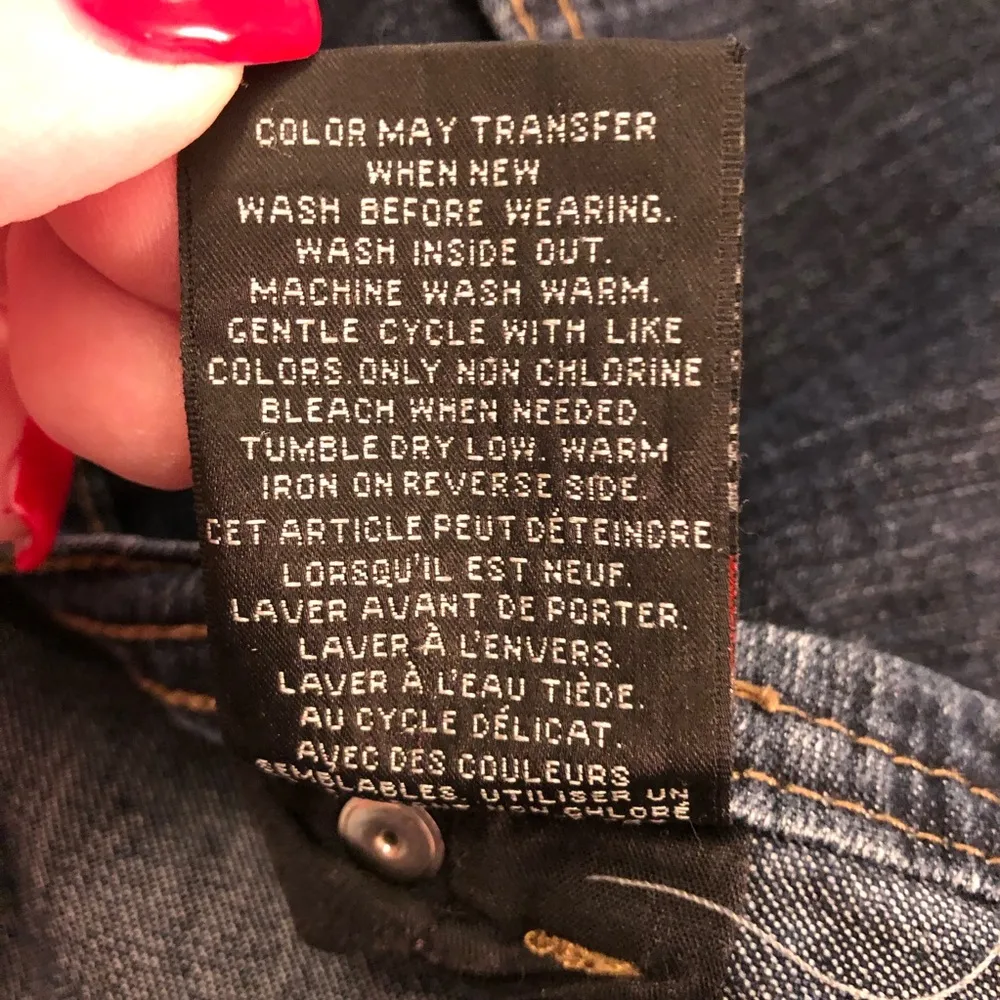 COLOR MAY TRANSFER
WHEN NEW
WASH BEFORE WEARING.
WASH INSIDE OUT.
MACHINE WASH WARM.
GENTLE CYCLE WITH LIKE
COLORS. ONLY NON CHLORINE
BLEACH WHEN NEEDED.
TUMBLE DRY LOW. WARM
IRON ON REVERSE SIDE.
CET ARTICLE PEUT DÉTEINDRE
LORSQU'IL EST NEUF.
LAVER AVANT DE PORTER.
LAVER À L'ENVERS.
LAVER À L'EAU TIÈDE.
AU CYCLE DÉLICAT.
AVEC DES COULEURS
SEMBLABLES. UTILISER UN
NON CHLORÉ